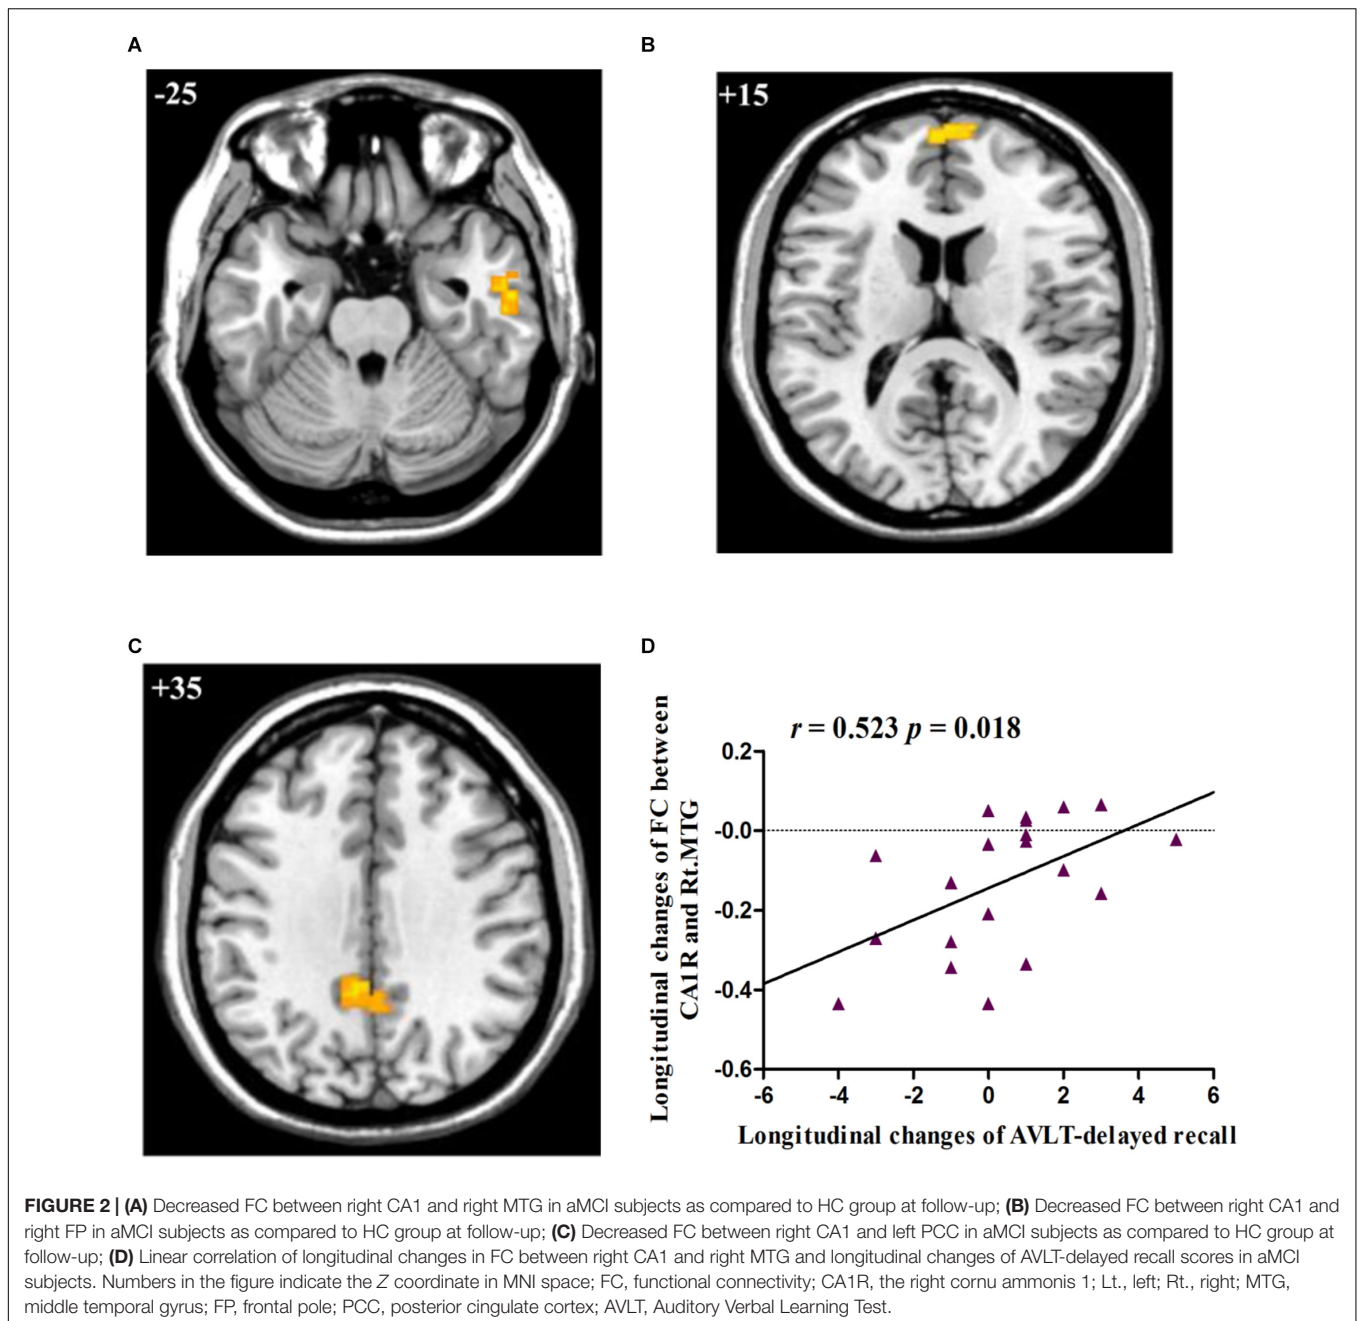 A
B
-25
+15
C
D
+35
r = 0.523 p = 0.018
Longitudinal changes of FC between
CA1R and Rt.MTG
0.2
-0.0
-0.2
-0.4
-0.6
-6 -4 -2 0 2 4 6
Longitudinal changes of AVLT-delayed recall
FIGURE 2 | (A) Decreased FC between right CA1 and right MTG in aMCI subjects as compared to HC group at follow-up; (B) Decreased FC between right CA1 and
right FP in aMCI subjects as compared to HC group at follow-up; (C) Decreased FC between right CA1 and left PCC in aMCI subjects as compared to HC group at
follow-up; (D) Linear correlation of longitudinal changes in FC between right CA1 and right MTG and longitudinal changes of AVLT-delayed recall scores in aMCI
subjects. Numbers in the figure indicate the Z coordinate in MNI space; FC, functional connectivity; CA1R, the right cornu ammonis 1; Lt., left; Rt., right; MTG,
middle temporal gyrus; FP, frontal pole; PCC, posterior cingulate cortex; AVLT, Auditory Verbal Learning Test.